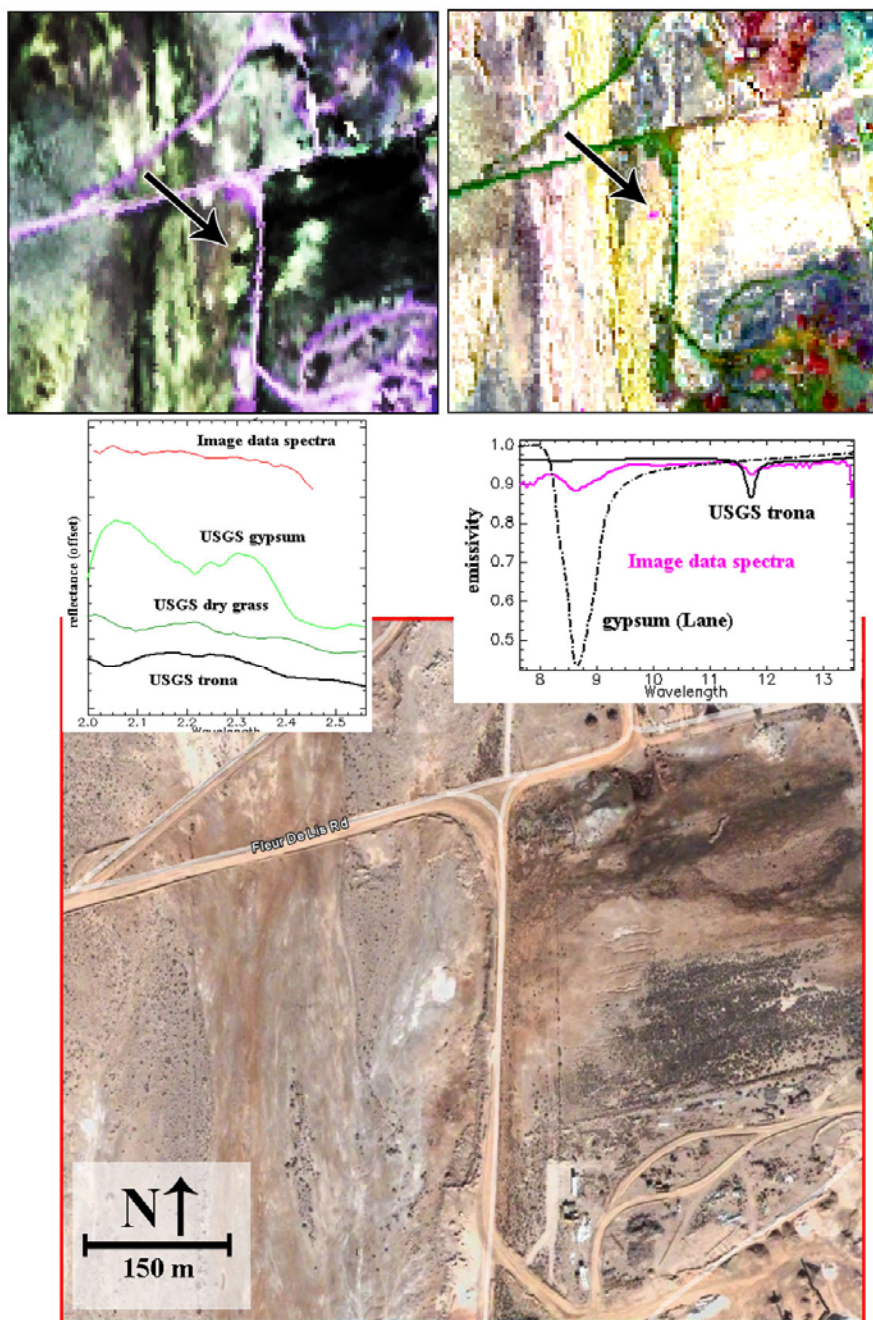 Image data spectra
USGS gypsum
USGS dry grass
USGS trona
reflectance (offset)
2.0 2.1 2.2 2.3 2.4 2.5
Wavelength
1.0
0.9
0.8
0.7
0.6
0.5
emissivity
USGS trona
Image data spectra
gypsum (Lane)
8 9 10 11 12 13
Wavelength
Fleur De Lis Rd
N
150 m